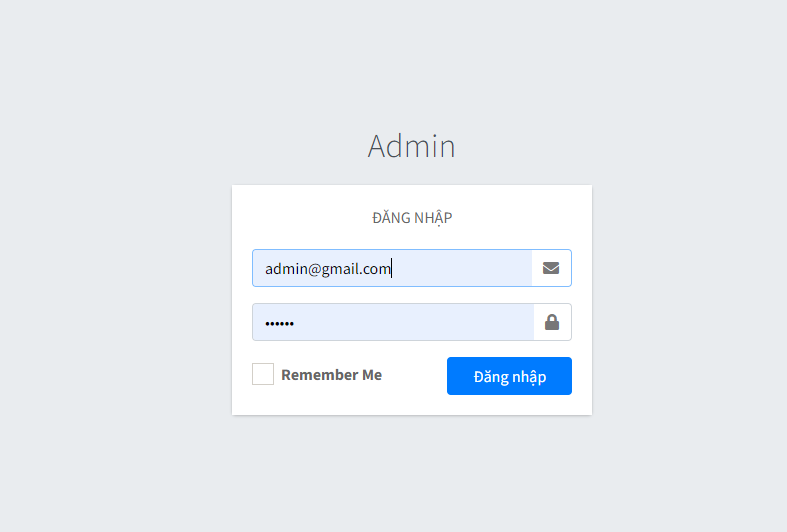 Admin
ĐĂNG NHẬP
admin@gmail.com
••••••
Remember Me
Đăng nhập